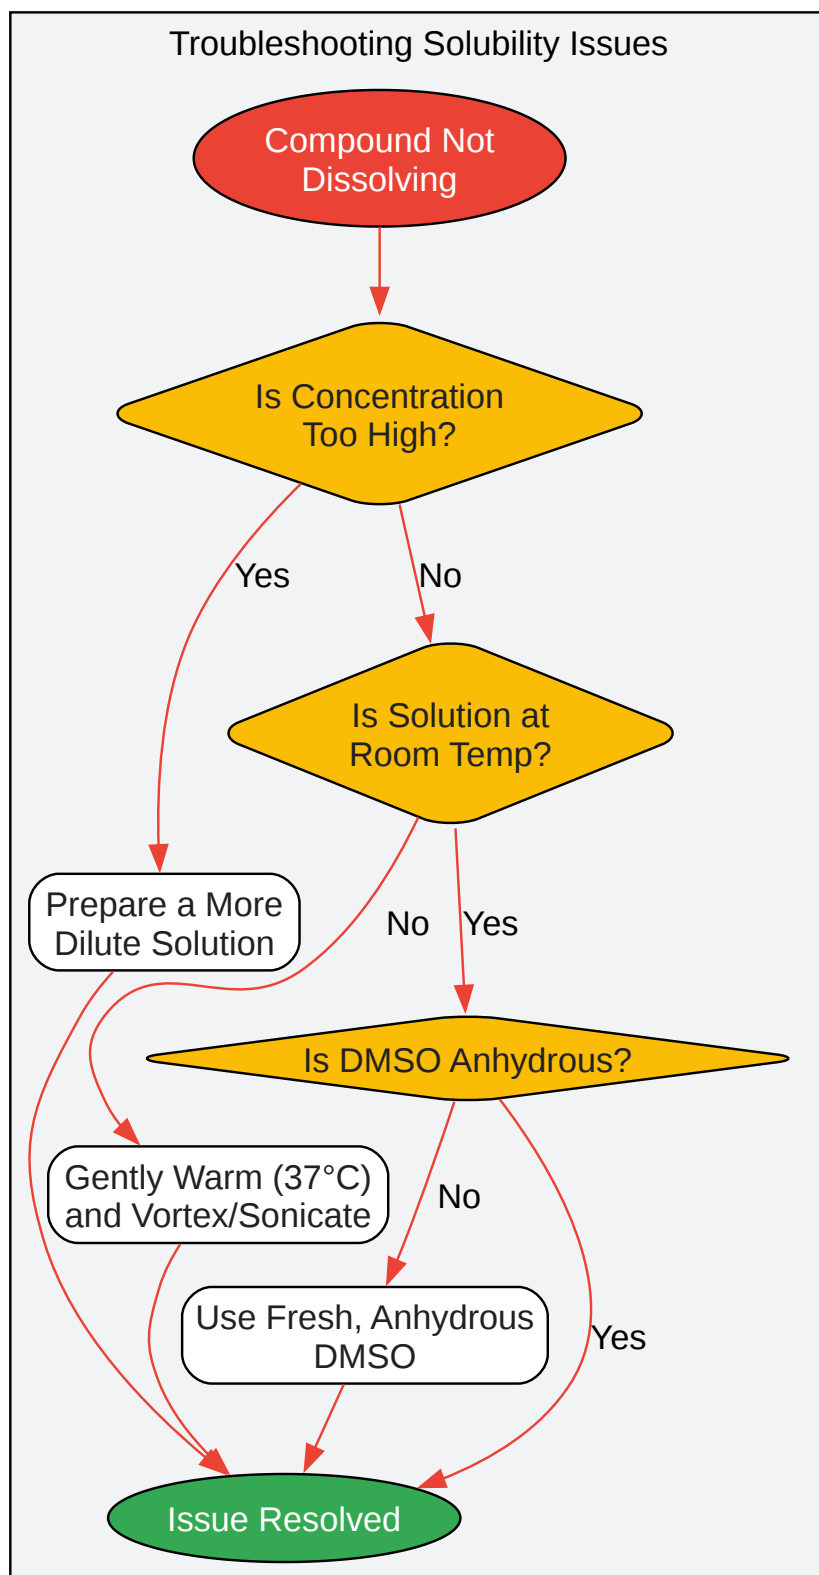 Troubleshooting Solubility Issues
Compound Not
Dissolving
Is Concentration
Too High?
Yes
No
Is Solution at
Room Temp?
Prepare a More
Dilute Solution
No
Yes
Is DMSO Anhydrous?
Gently Warm (37°C)
and Vortex/Sonicate
No
Use Fresh, Anhydrous
DMSO
Yes
Issue Resolved